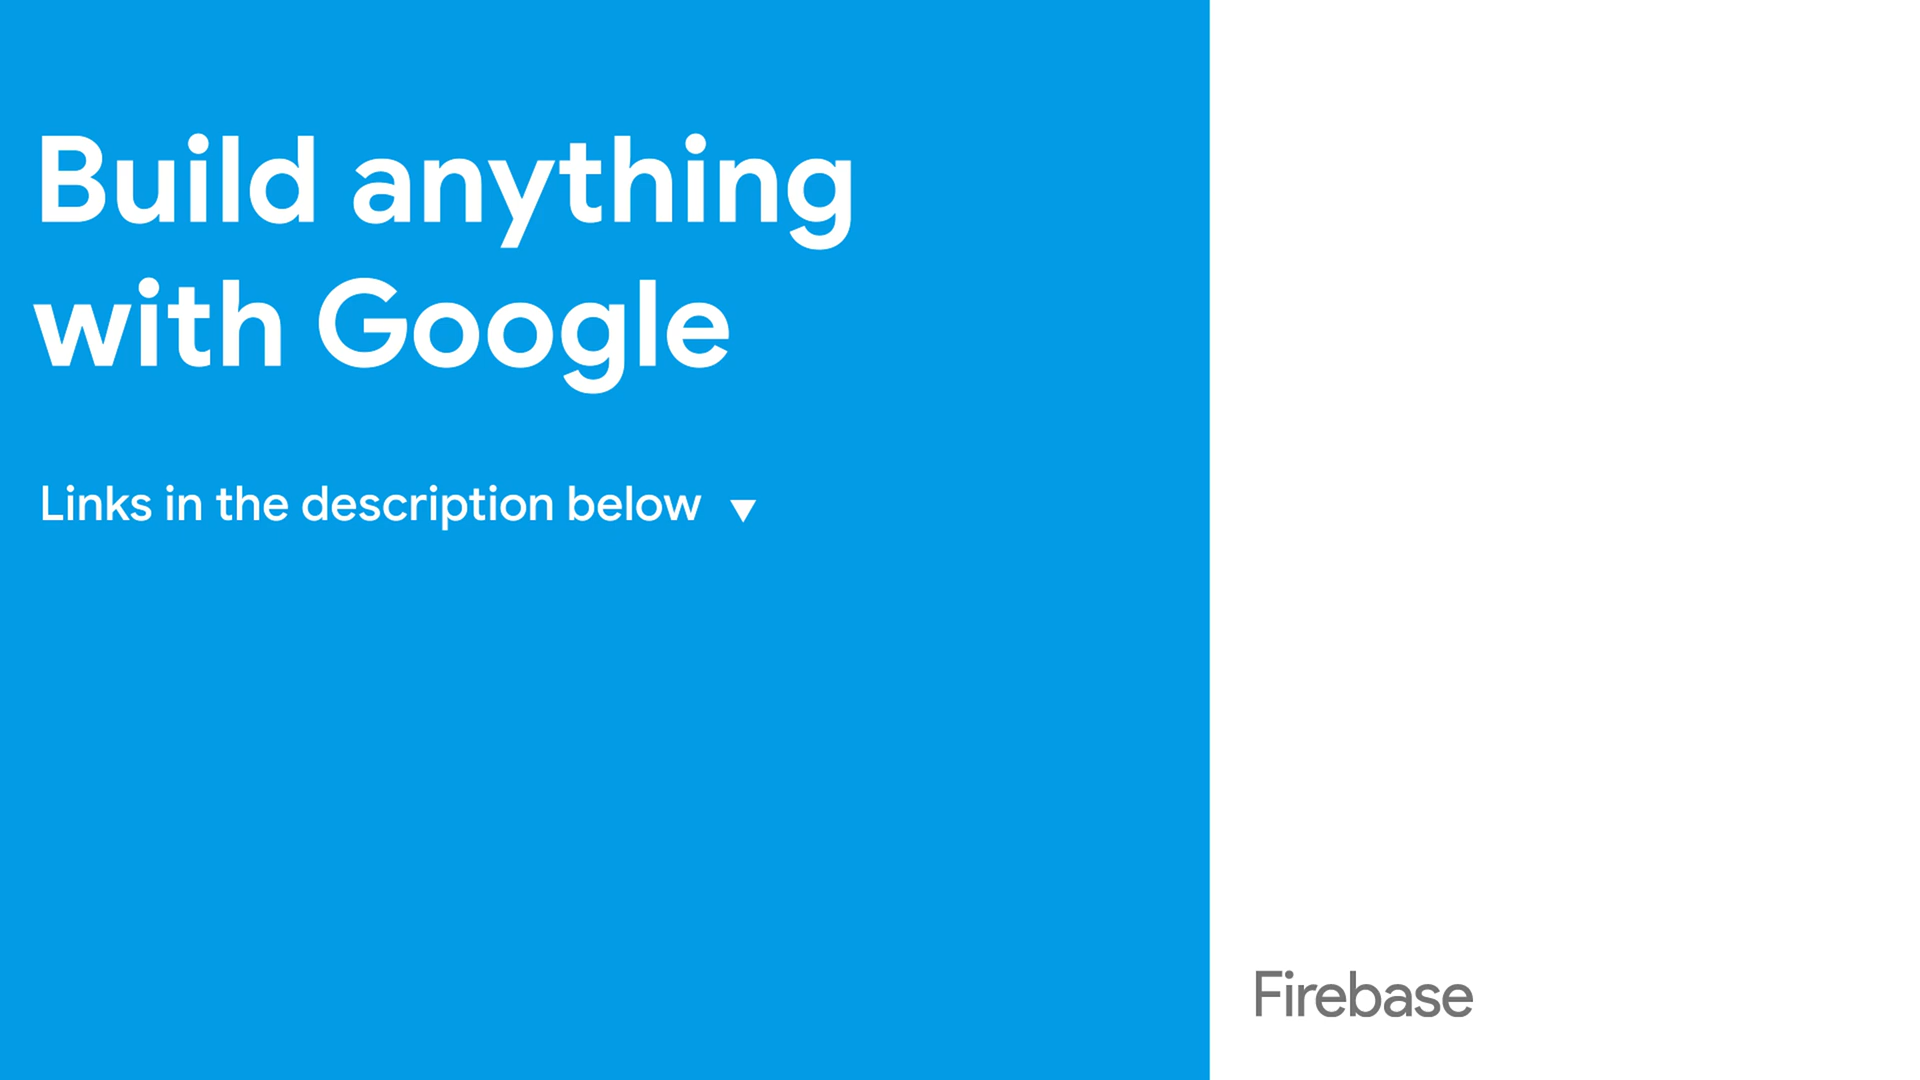 Build anything
with Google
Links in the description below ▼
Firebase